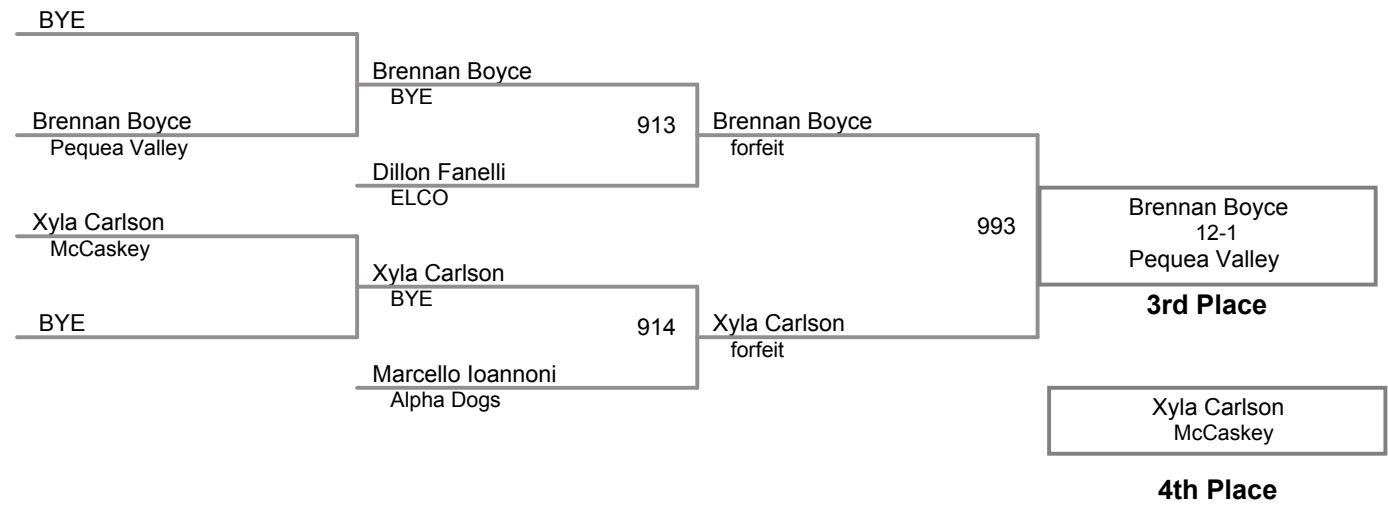 BYE
Brennan Boyce
BYE
Brennan Boyce
Pequea Valley
913
Brennan Boyce
forfeit
Dillon Fanelli
ELCO
Xyla Carlson
McCaskey
993
Brennan Boyce
12-1
Pequea Valley
3rd Place
Xyla Carlson
BYE
BYE
914
Xyla Carlson
forfeit
Marcello Ioannoni
Alpha Dogs
Xyla Carlson
McCaskey
4th Place